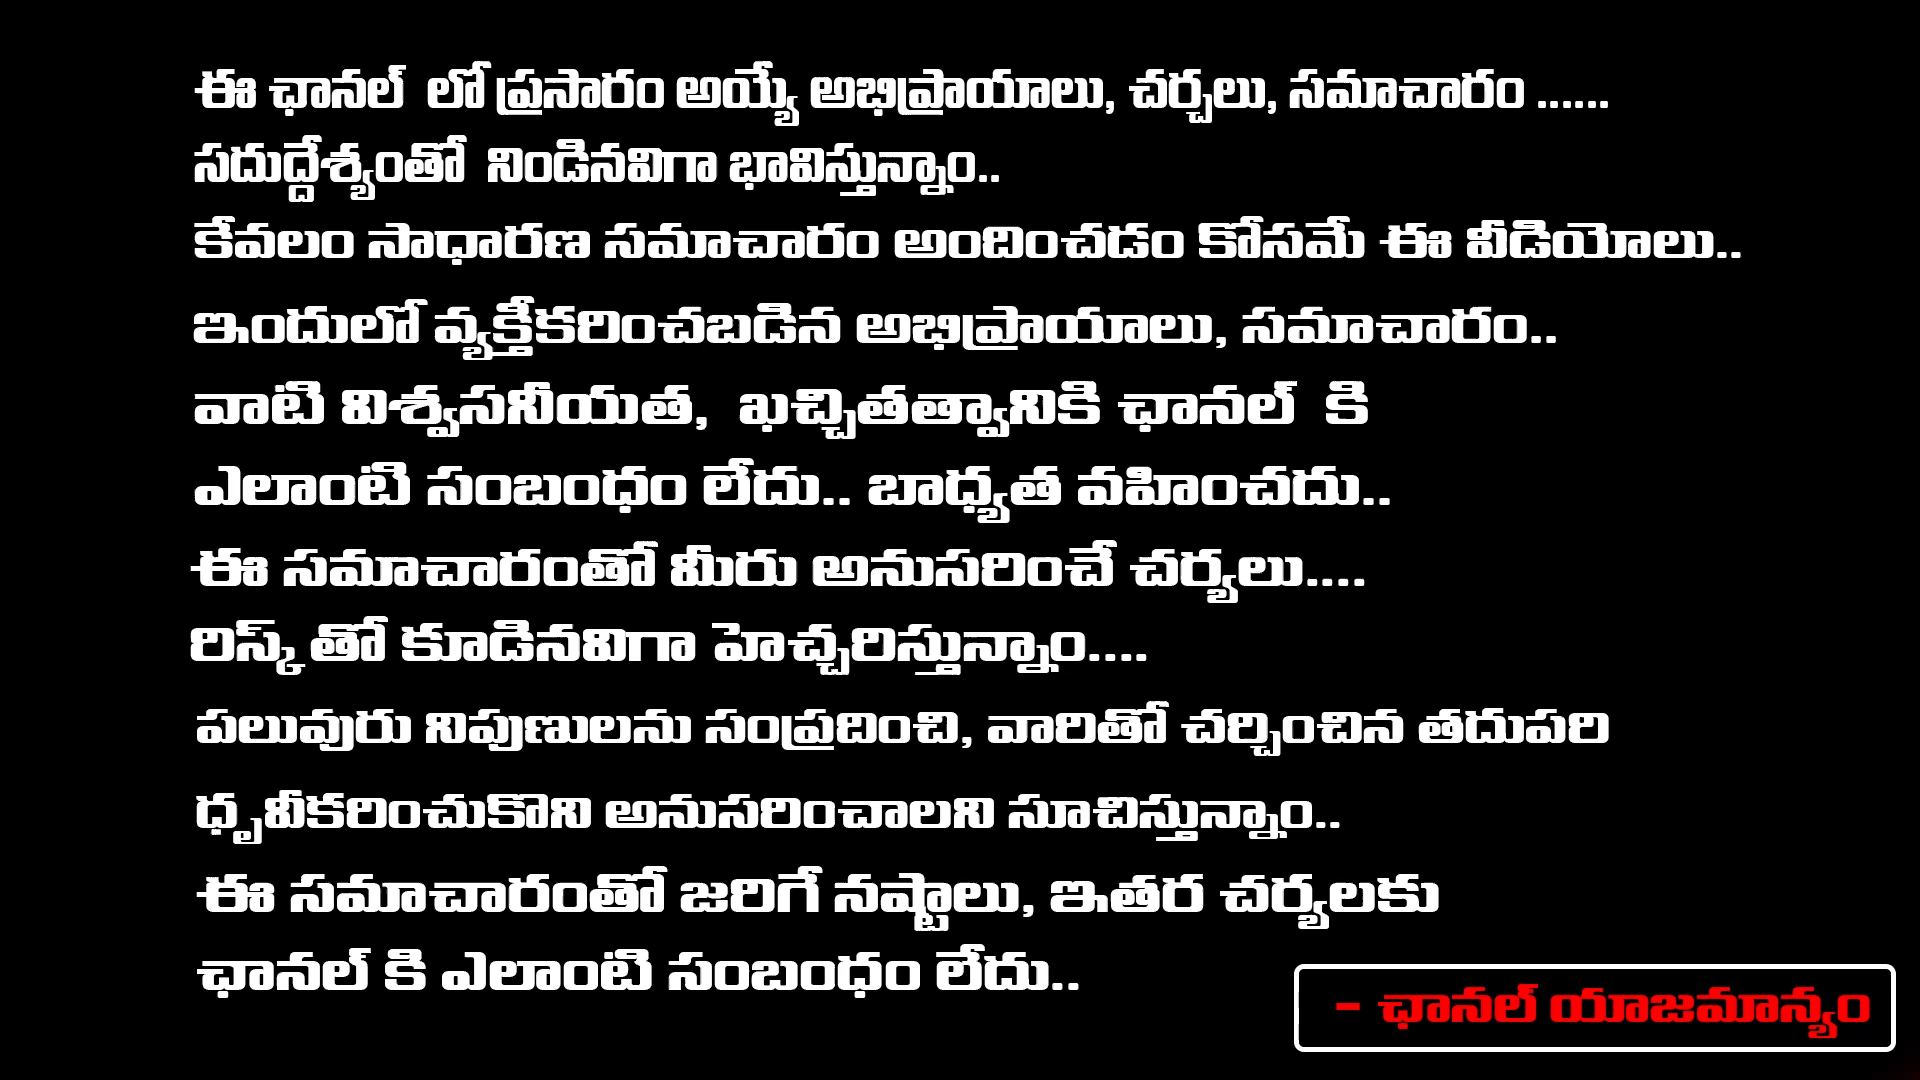 ఈ ఛానల్ లో ప్రసారం అయ్యే అభిప్రాయాలు, చర్చలు, సమాచారం ......
సదుద్దేశ్యంతో నిండినవిగా భావిస్తున్నాం..
కేవలం సాధారణ సమాచారం అందించడం కోసమే ఈ వీడియోలు..
ఇందులో వ్యక్తీకరించబడిన అభిప్రాయాలు, సమాచారం..
వాటి విశ్వసనీయత, ఖచ్చితత్వానికి ఛానల్ కి
ఎలాంటి సంబంధం లేదు.. బాధ్యత వహించదు..
ఈ సమాచారంతో మీరు అనుసరించే చర్యలు....
రిస్క్ తో కూడినవిగా హెచ్చరిస్తున్నాం....
పలువురు నిపుణులను సంప్రదించి, వారితో చర్చించిన తదుపరి
ధృవీకరించుకొని అనుసరించాలని సూచిస్తున్నాం..
ఈ సమాచారంతో జరిగే నష్టాలు, ఇతర చర్యలకు
ఛానల్ కి ఎలాంటి సంబంధం లేదు..
- ఛానల్ యాజమాన్యం